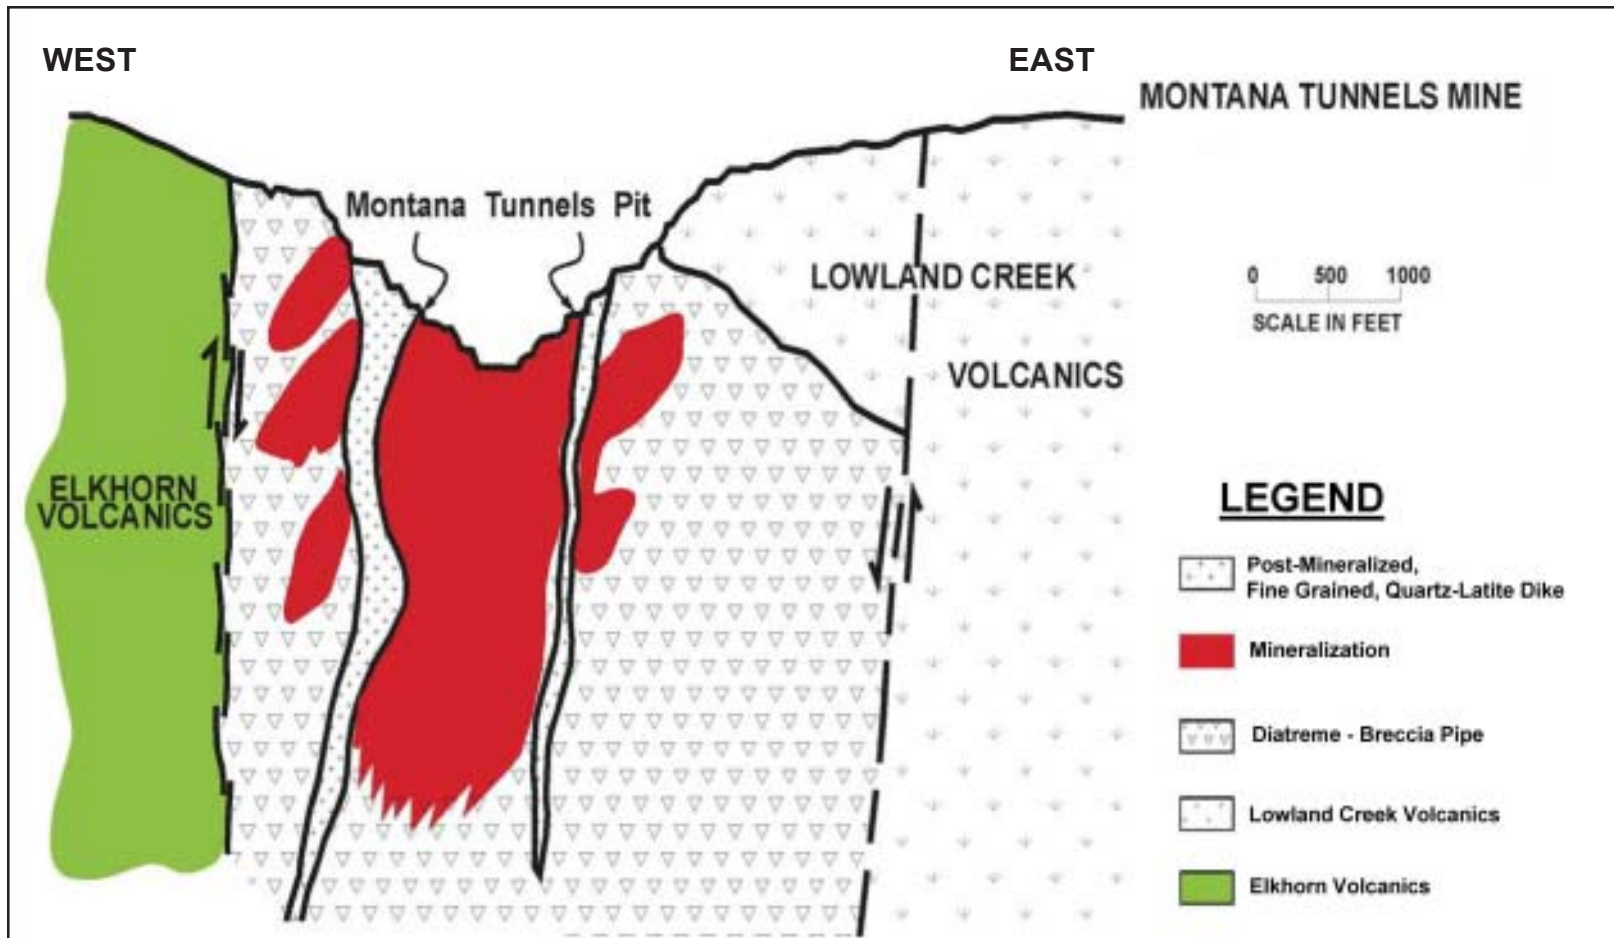 WEST
EAST
MONTANA TUNNELS MINE
Montana Tunnels Pit
LOWLAND CREEK
VOLCANICS
0 500 1000
SCALE IN FEET
ELKHORN
VOLCANICS
LEGEND
Post-Mineralized,
Fine Grained, Quartz-Latite Dike
Mineralization
Diatreme - Breccia Pipe
Lowland Creek Volcanics
Elkhorn Volcanics